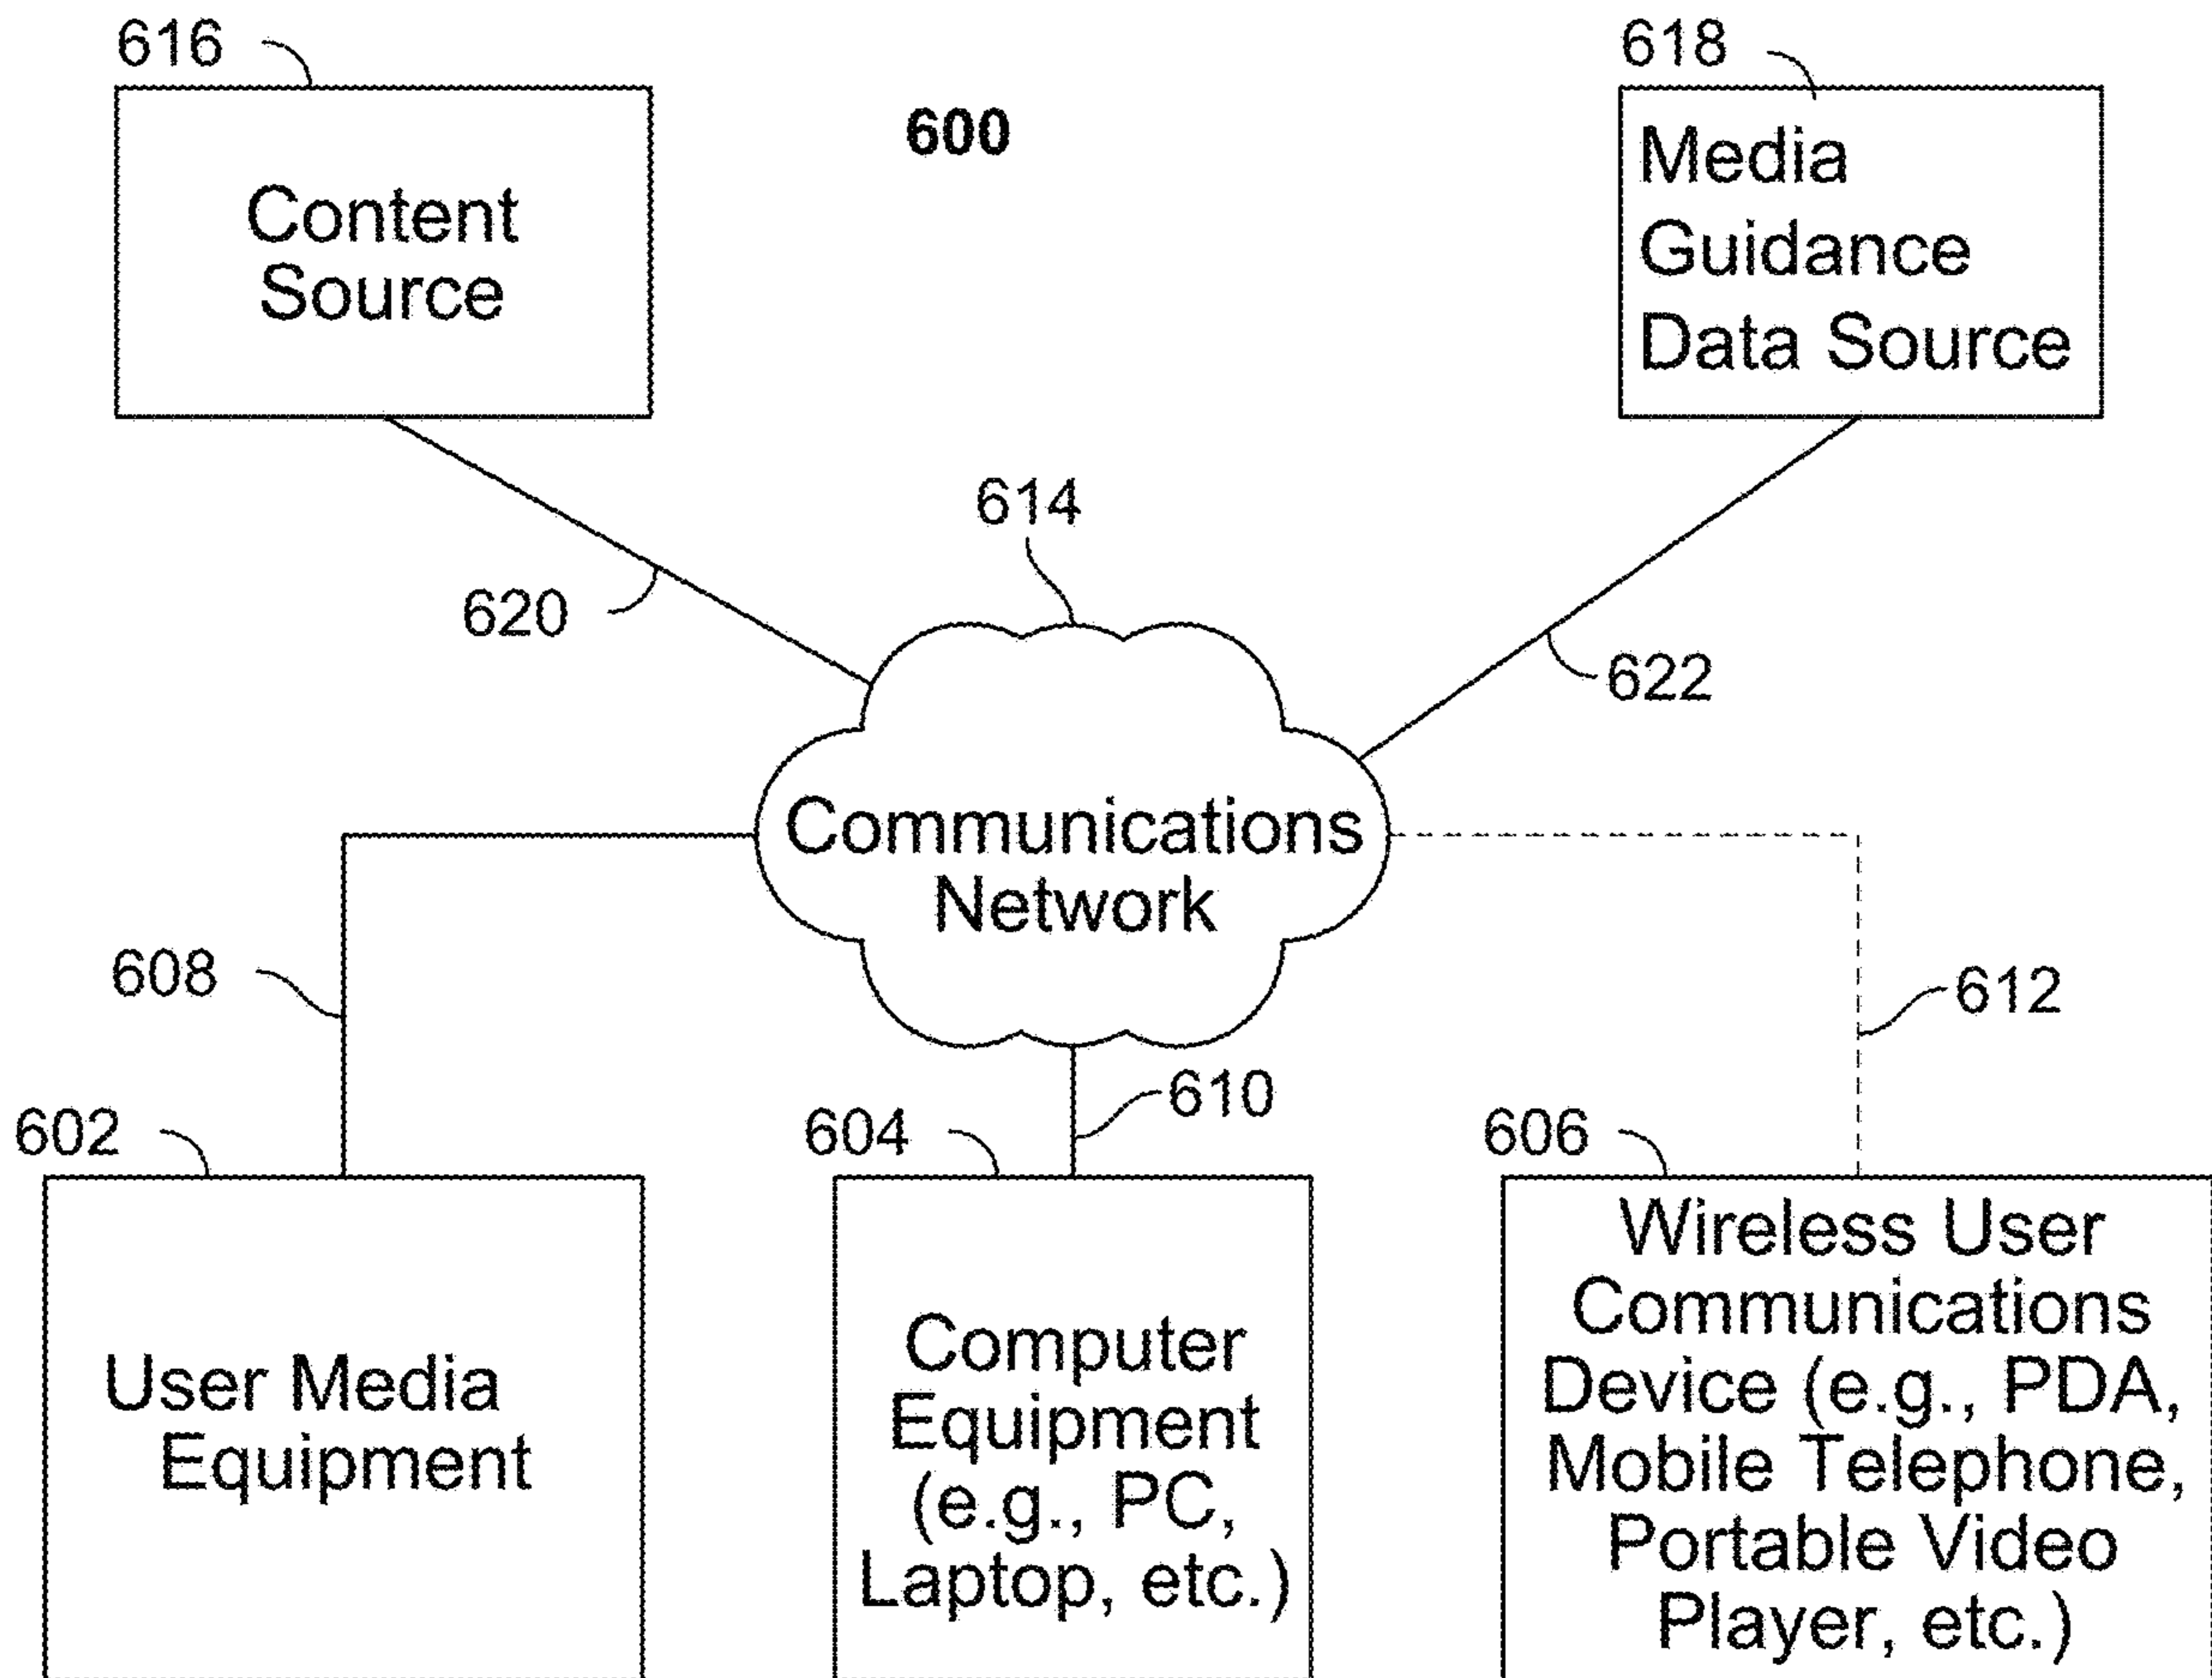 616
600
618
Content
Source
Media
Guidance
Data Source
614
620
622
Communications
Network
608
612
610
602
604
606
User Media
Equipment
Computer
Equipment
(e.g., PC,
Laptop, etc.)
Wireless User
Communications
Device (e.g., PDA,
Mobile Telephone,
Portable Video
Player, etc.)